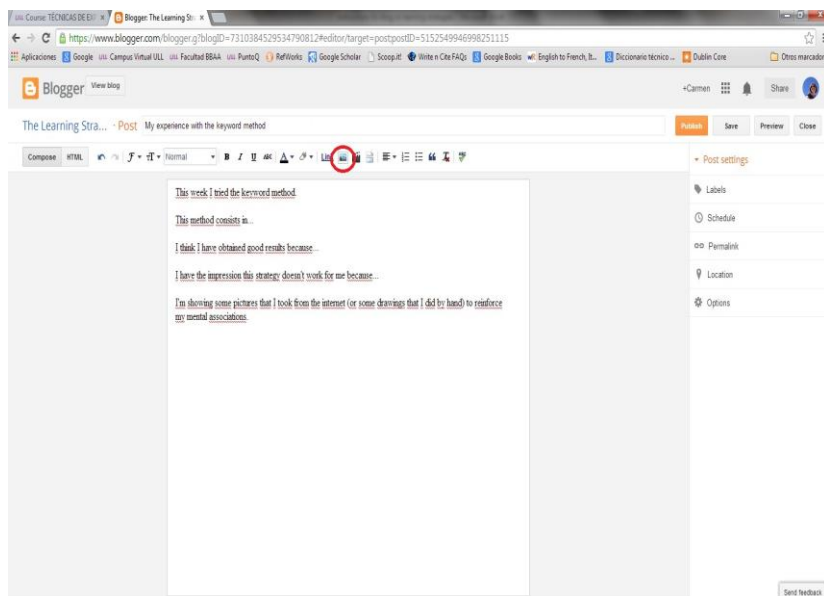 Course: TÉCNICAS DE EX
Blogger: The Learning Str
https://www.blogger.com/blogger.g?blogID=7310384529534790812#editor/target=post;postID=5152549946998251115
Aplicaciones Google Campus Virtual ULL Facultad BBAA PuntoQ RefWorks Google Scholar Scoop.it! Write n Cite FAQs Google Books English to French, It... Diccionario técnico ... Dublin Core Otros marcador
Blogger View blog +Carmen Share
The Learning Stra... · Post My experience with the keyword method Publish Save Preview Close
Compose HTML Normal B I U ABC A Link
Post settings
This week I tried the keyword method.
This method consists in...
I think I have obtained good results because...
I have the impression this strategy doesn't work for me because...
I'm showing some pictures that I took from the internet (or some drawings that I did by hand) to reinforce
my mental associations.
Labels
Schedule
Permalink
Location
Options
Send feedback